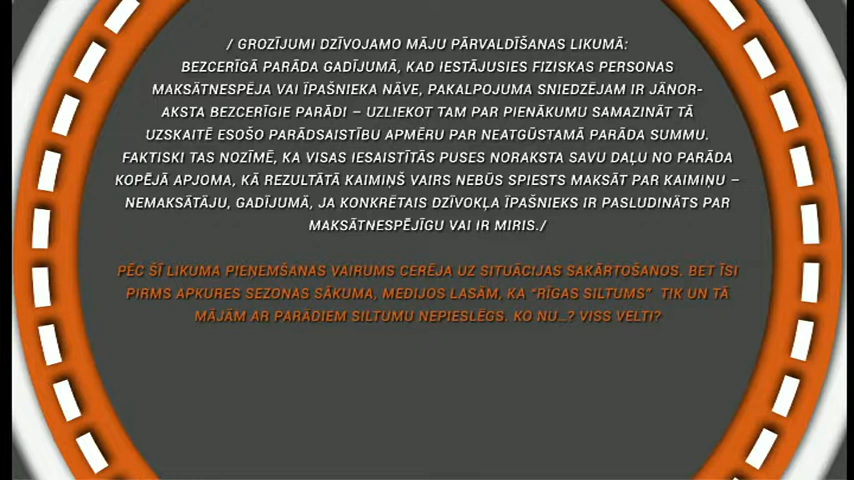 / GROZĪJUMI DZĪVOJAMO MĀJU PĀRVALDĪŠANAS LIKUMĀ:
BEZCERĪGĀ PARĀDA GADĪJUMĀ, KAD IESTĀJUSIES FIZISKAS PERSONAS
MAKSĀTNESPĒJA VAI ĪPAŠNIEKA NĀVE, PAKALPOJUMA SNIEDZĒJAM IR JĀNOR-
AKSTA BEZCERĪGIE PARĀDI – UZLIEKOT TAM PAR PIENĀKUMU SAMAZINĀT TĀ
UZSKAITĒ ESOŠO PARĀDSAISTĪBU APMĒRU PAR NEATGŪSTAMĀ PARĀDA SUMMU.
FAKTISKI TAS NOZĪMĒ, KA VISAS IESAISTĪTĀS PUSES NORAKSTA SAVU DAĻU NO PARĀDA
KOPĒJĀ APJOMA, KĀ REZULTĀTĀ KAIMIŅŠ VAIRS NEBŪS SPIESTS MAKSĀT PAR KAIMIŅU –
NEMAKSĀTĀJU, GADĪJUMĀ, JA KONKRĒTAIS DZĪVOKĻA ĪPAŠNIEKS IR PASLUDINĀTS PAR
MAKSĀTNESPĒJĪGU VAI IR MIRIS./
PĒC ŠĪ LIKUMA PIEŅEMŠANAS VAIRUMS CERĒJA UZ SITUĀCIJAS SAKĀRTOŠANOS. BET ĪSI
PIRMS APKURES SEZONAS SĀKUMA, MEDIJOS LASĀM, KA "RĪGAS SILTUMS" TIK UN TĀ
MĀJĀM AR PARĀDIEM SILTUMU NEPIESLĒGS. KO NU...? VISS VELTI?